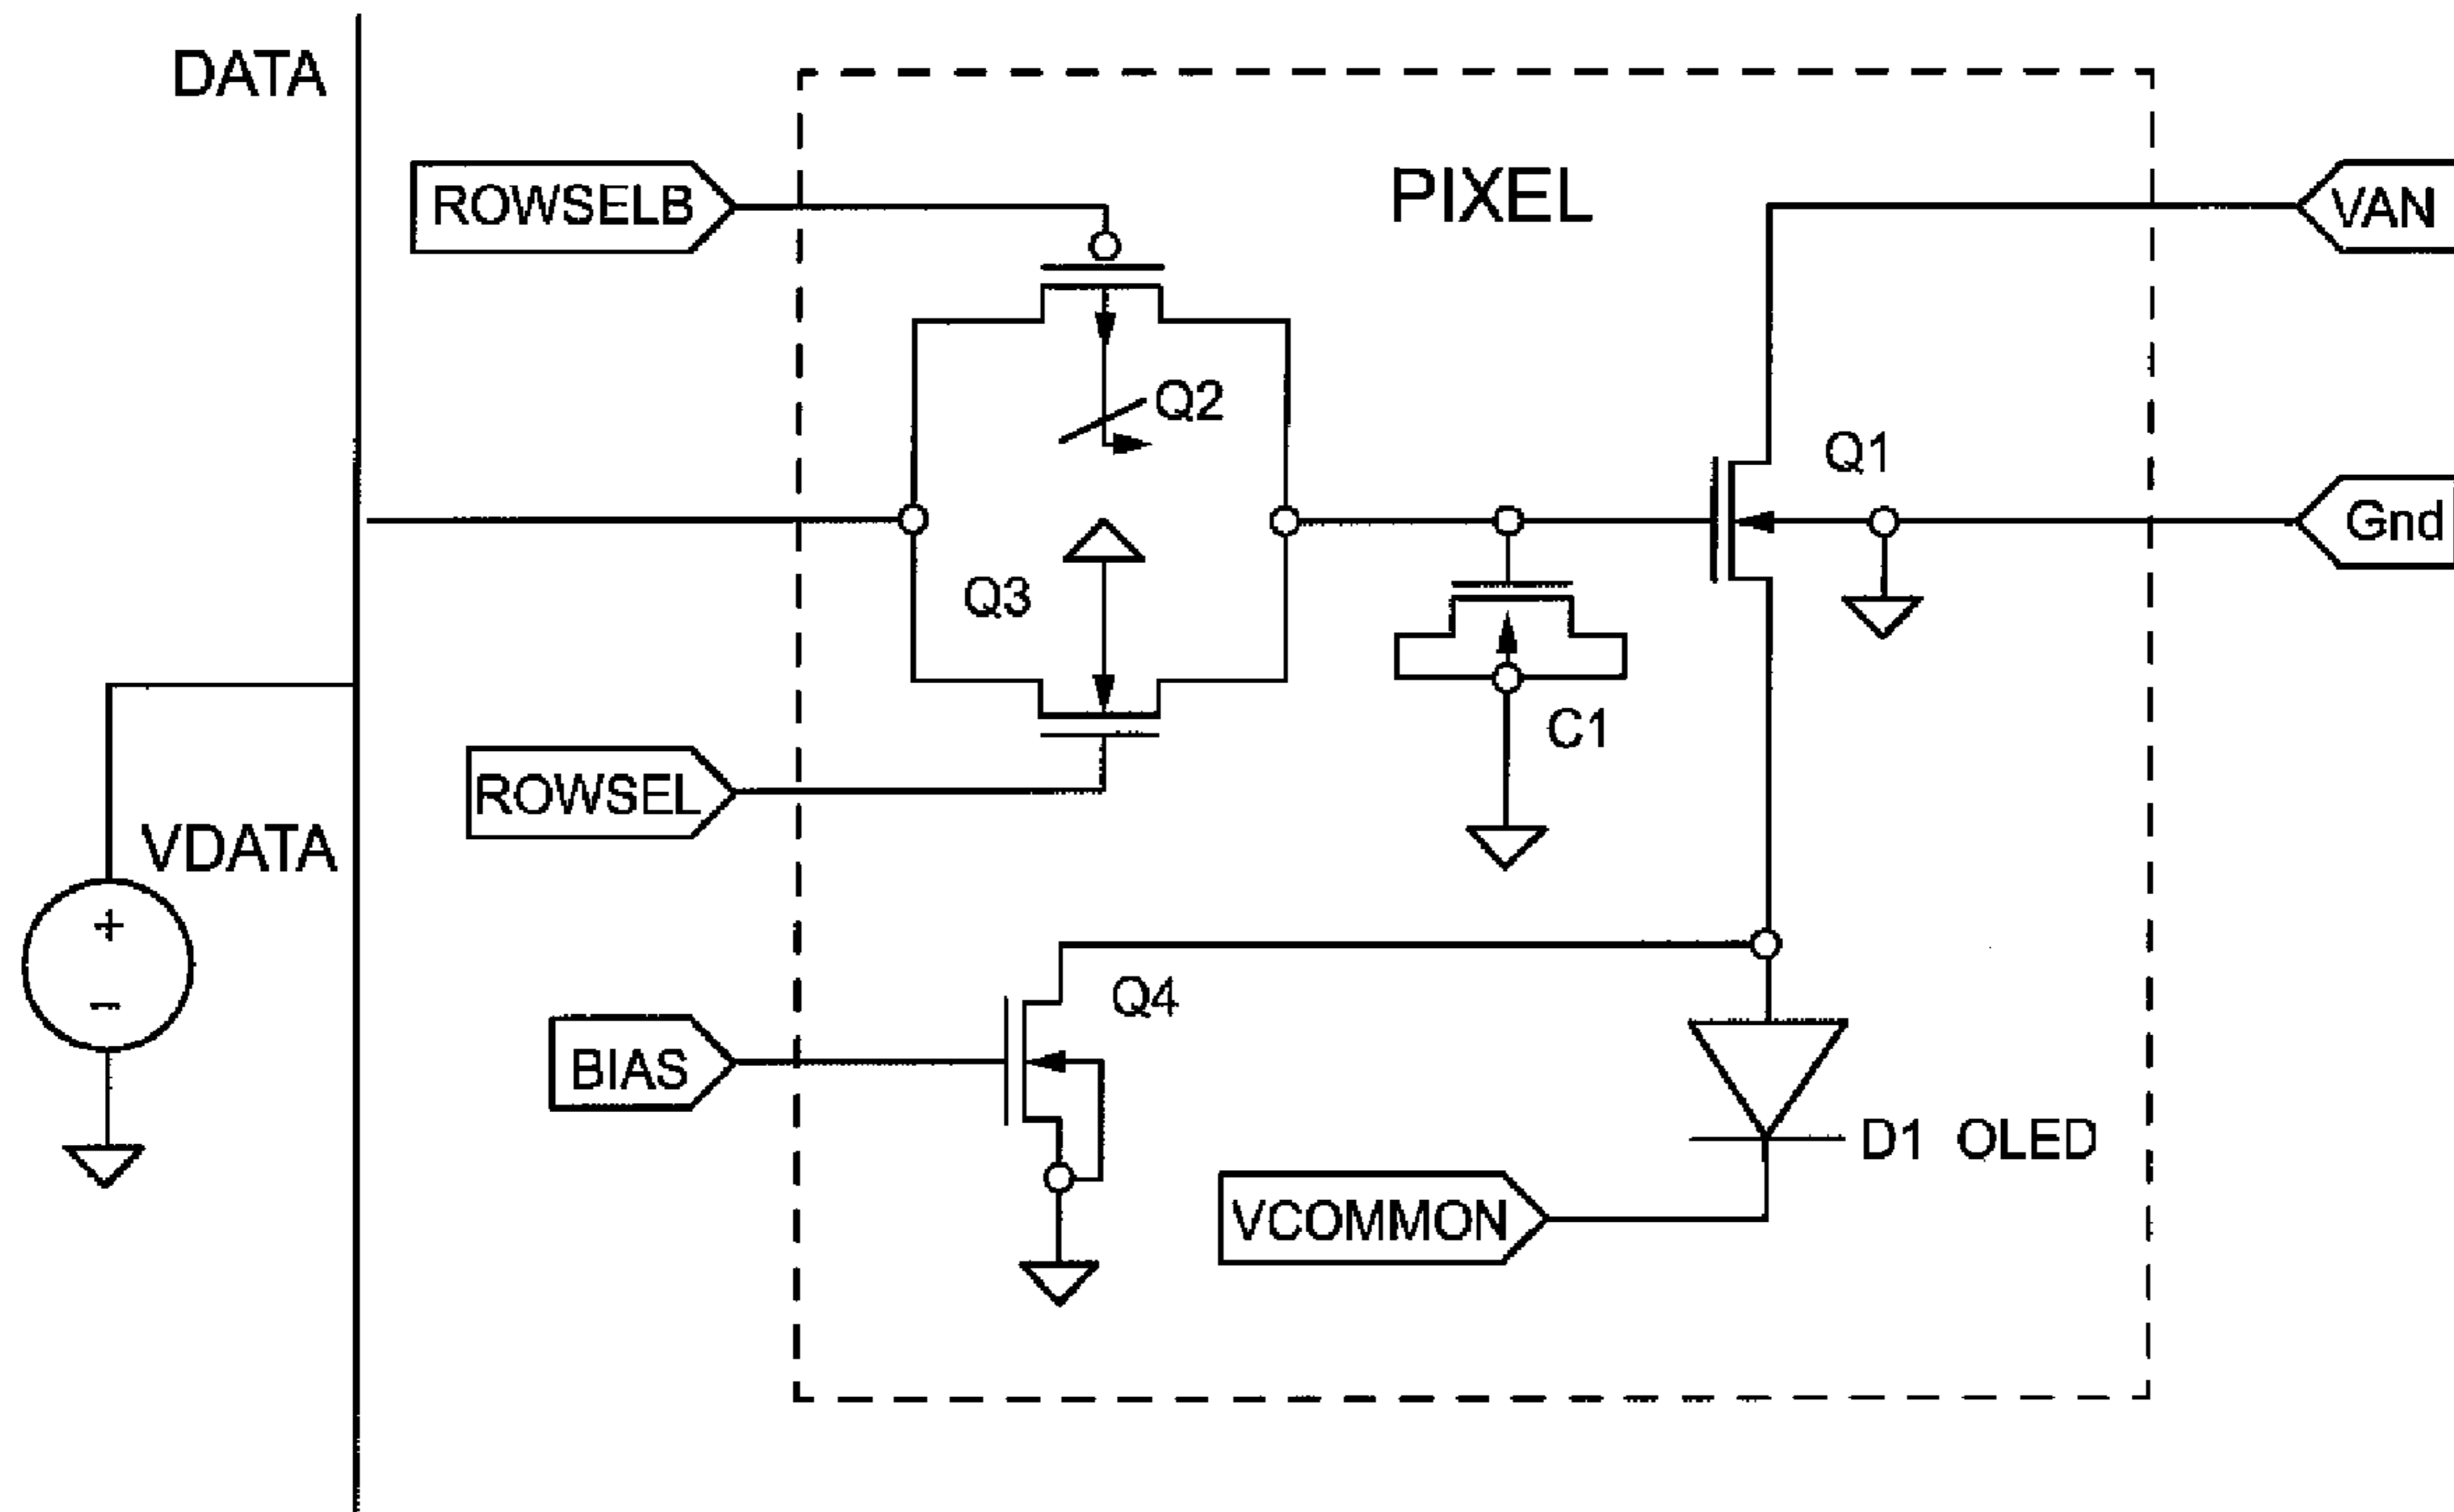 DATA
ROWSELB
PIXEL
VAN
Q2
Q1
Gnd
Q3
C1
ROWSEL
VDATA
+
−
Q4
BIAS
D1 OLED
VCOMMON